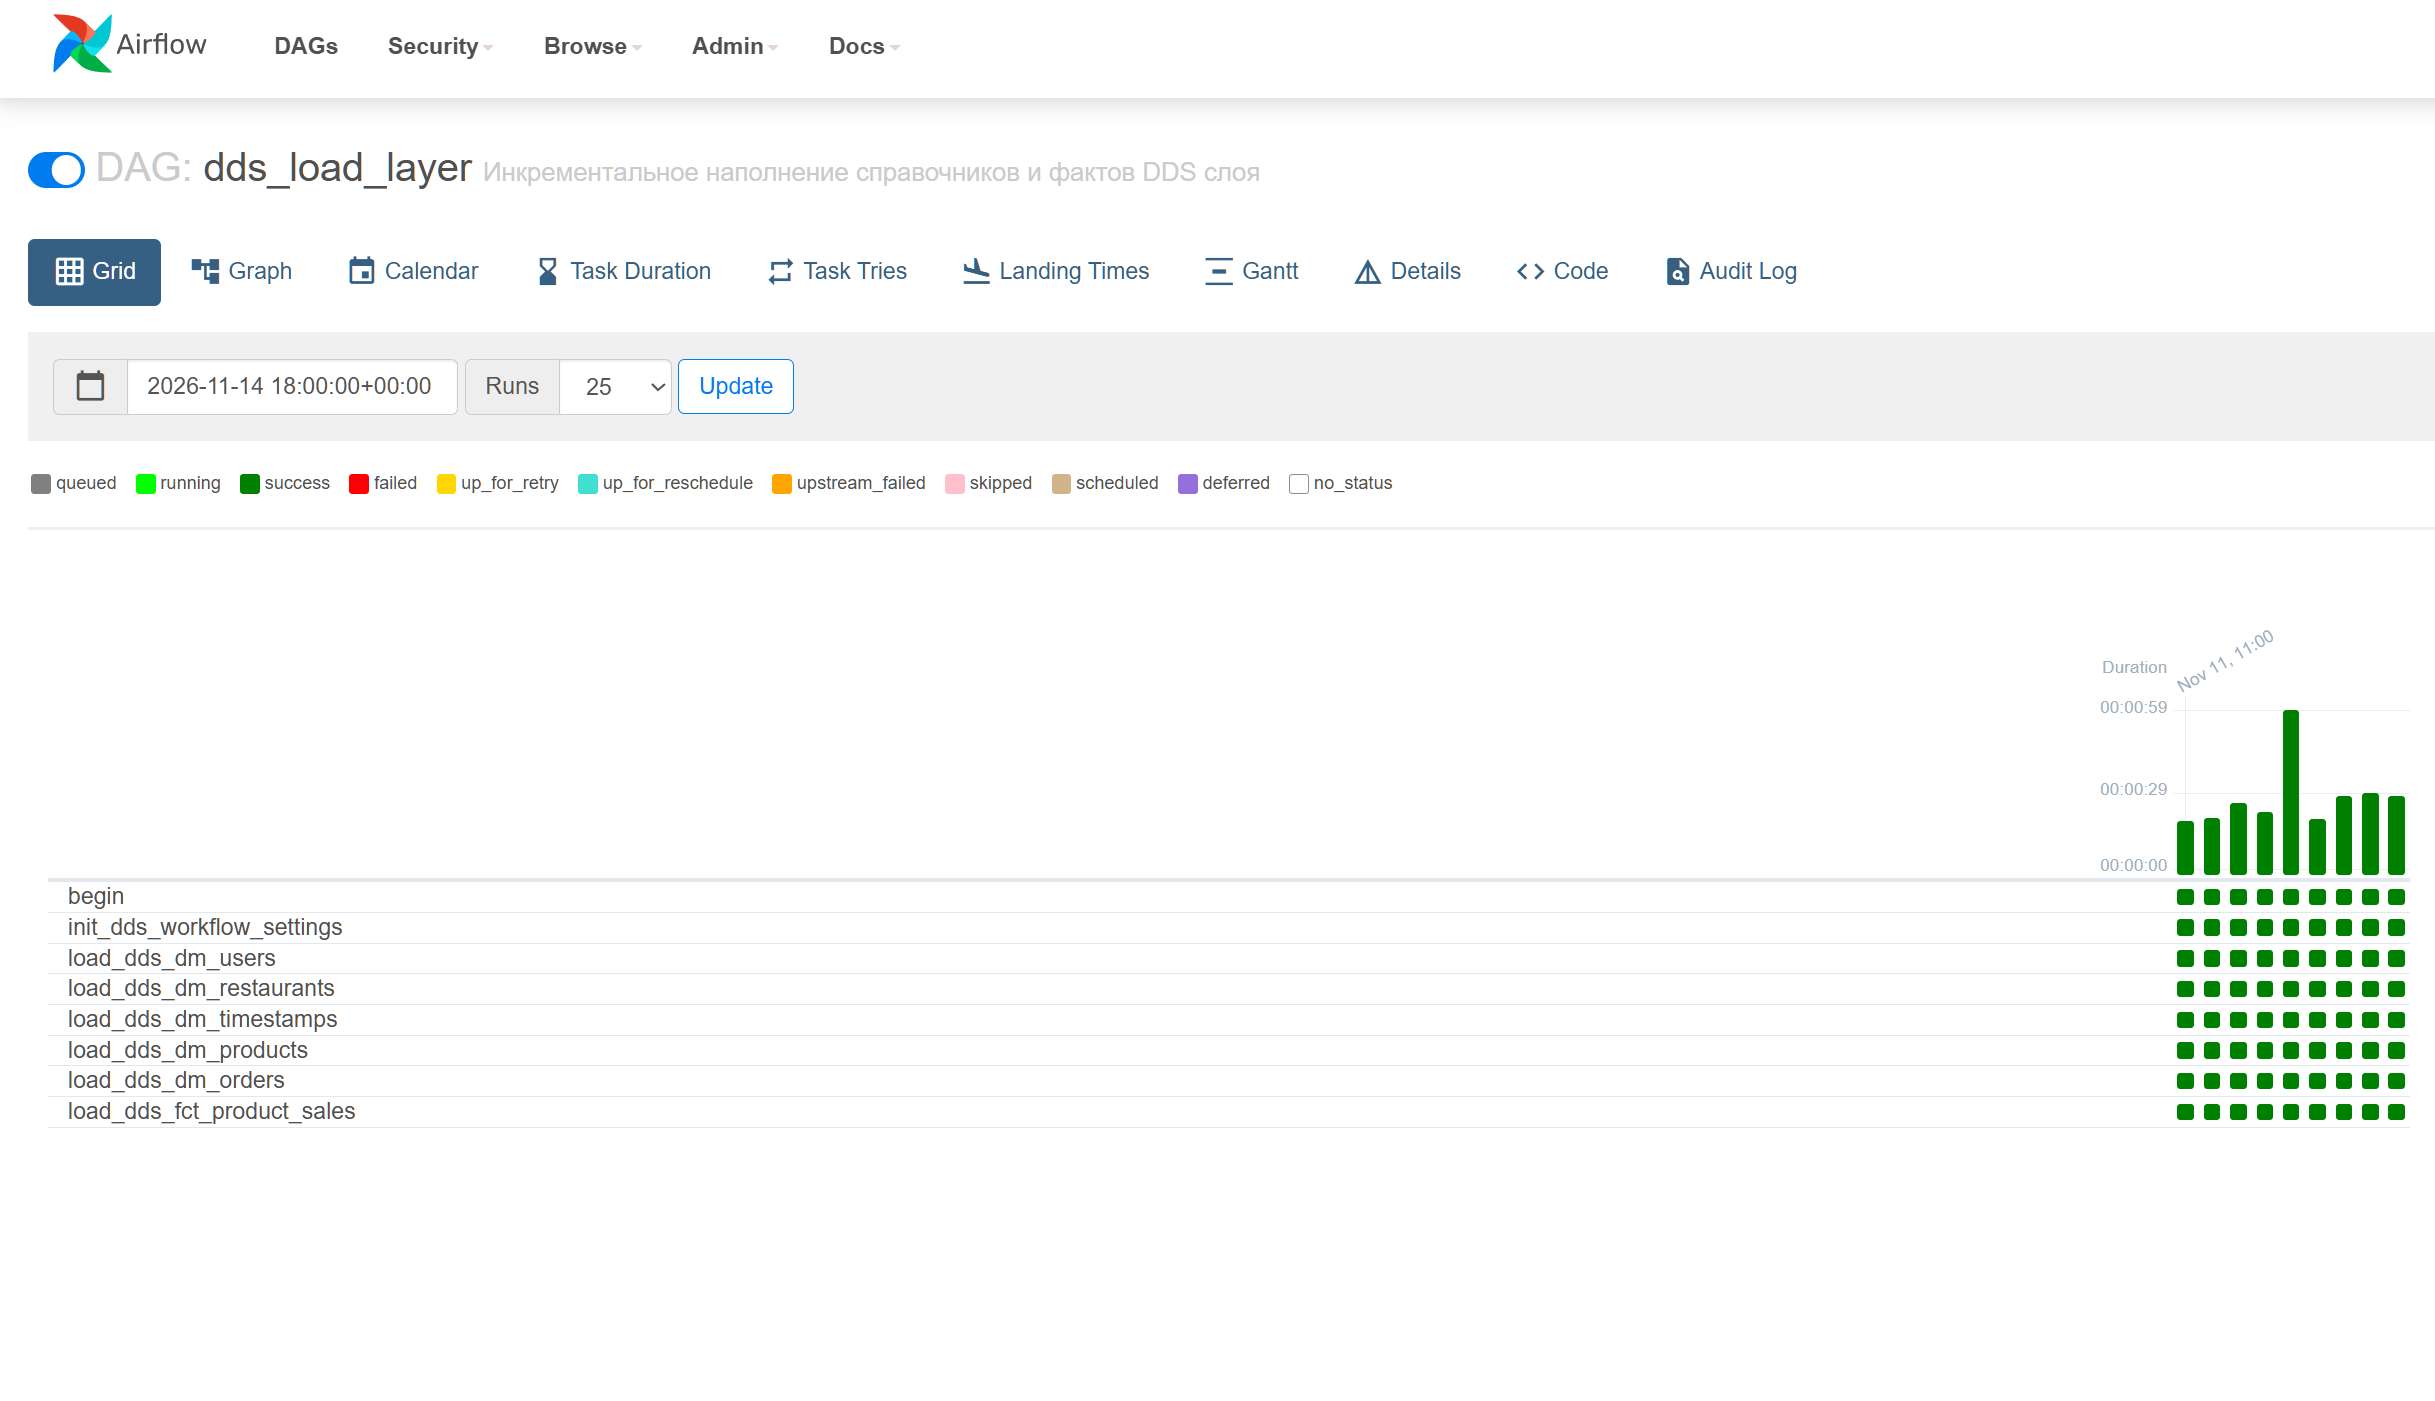 Airflow DAGs Security Browse Admin Docs
DAG: dds_load_layer Инкрементальное наполнение справочников и фактов DDS слоя
Grid Graph Calendar Task Duration Task Tries Landing Times Gantt Details Code Audit Log
2026-11-14 18:00:00+00:00 Runs 25 Update
queued running success failed up_for_retry up_for_reschedule upstream_failed skipped scheduled deferred no_status
Nov 11, 11:00
Duration
00:00:59
00:00:29
00:00:00
begin
init_dds_workflow_settings
load_dds_dm_users
load_dds_dm_restaurants
load_dds_dm_timestamps
load_dds_dm_products
load_dds_dm_orders
load_dds_fct_product_sales